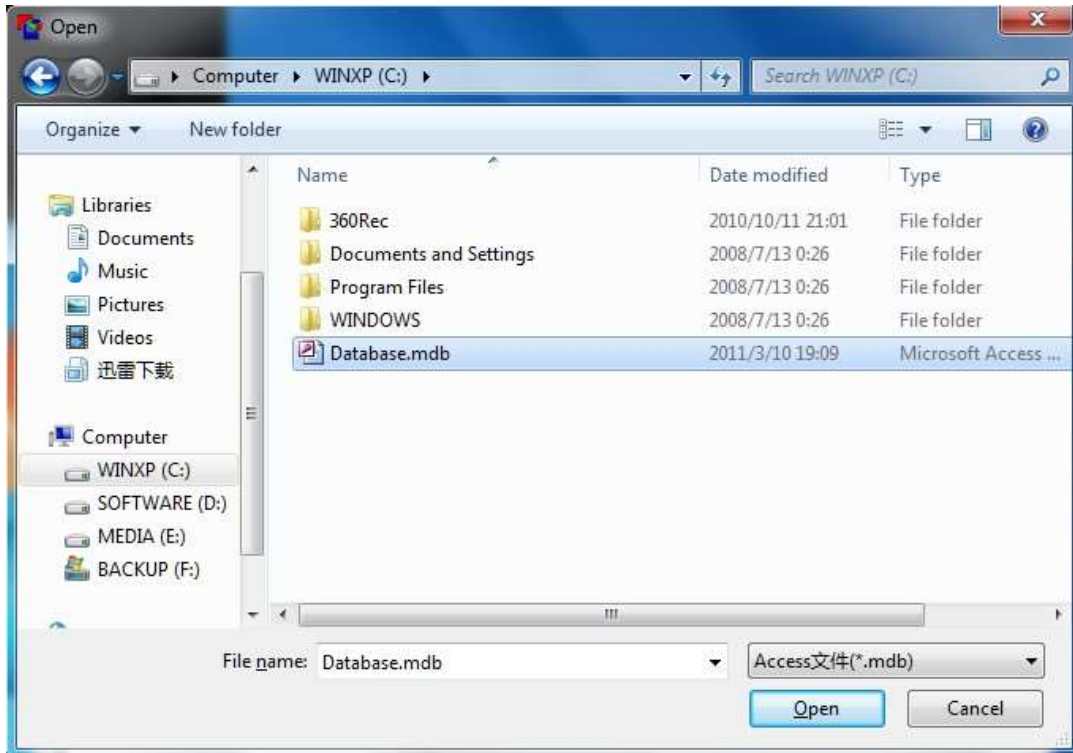 Open
Computer WINXP (C:) Search WINXP (C:)
Organize New folder
Name Date modified Type
Libraries
Documents
Music
Pictures
Videos
迅雷下载
Computer
WINXP (C:)
SOFTWARE (D:)
MEDIA (E:)
BACKUP (F:)
360Rec 2010/10/11 21:01 File folder
Documents and Settings 2008/7/13 0:26 File folder
Program Files 2008/7/13 0:26 File folder
WINDOWS 2008/7/13 0:26 File folder
Database.mdb 2011/3/10 19:09 Microsoft Access ...
File name: Database.mdb Access文件(*.mdb)
Open Cancel